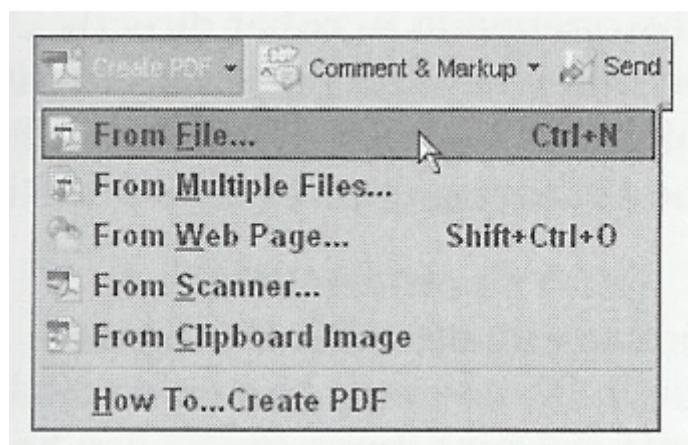 Create PDF Comment & Markup Send
From File... Ctrl+N
From Multiple Files...
From Web Page... Shift+Ctrl+O
From Scanner...
From Clipboard Image
How To...Create PDF